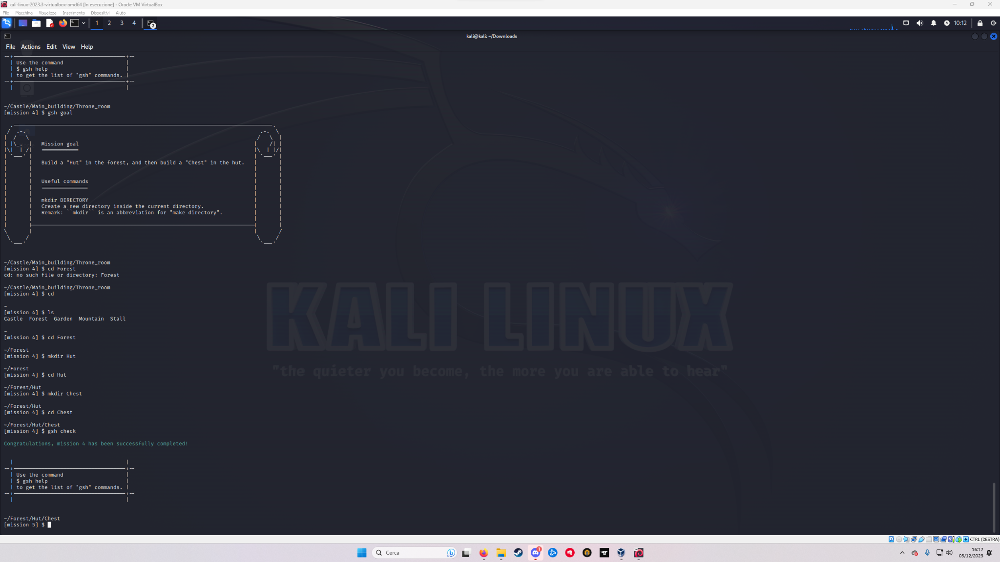 kali-linux-2023.3-virtualbox-amd64 [In esecuzione] - Oracle VM VirtualBox
File Macchina Visualizza Inserimento Dispositivi Aiuto
1 2 3 4 2 10:12
kali@kali: ~/Downloads
File Actions Edit View Help
Use the command
$ gsh help
to get the list of "gsh" commands.
~/Castle/Main_building/Throne_room
[mission 4] $ gsh goal
Mission goal
Build a "Hut" in the forest, and then build a "Chest" in the hut.
Useful commands
mkdir DIRECTORY
Create a new directory inside the current directory.
Remark: ``mkdir`` is an abbreviation for "make directory".
~/Castle/Main_building/Throne_room
[mission 4] $ cd Forest
cd: no such file or directory: Forest
~/Castle/Main_building/Throne_room
[mission 4] $ cd
~
[mission 4] $ ls
Castle Forest Garden Mountain Stall
~
[mission 4] $ cd Forest
~/Forest
[mission 4] $ mkdir Hut
~/Forest
[mission 4] $ cd Hut
~/Forest/Hut
[mission 4] $ mkdir Chest
~/Forest/Hut
[mission 4] $ cd Chest
~/Forest/Hut/Chest
[mission 4] $ gsh check
Congratulations, mission 4 has been successfully completed!
Use the command
$ gsh help
to get the list of "gsh" commands.
~/Forest/Hut/Chest
[mission 5] $
KALI LINUX
"the quieter you become, the more you are able to hear"
CTRL (DESTRA)
Cerca
1
16:12
05/12/2023